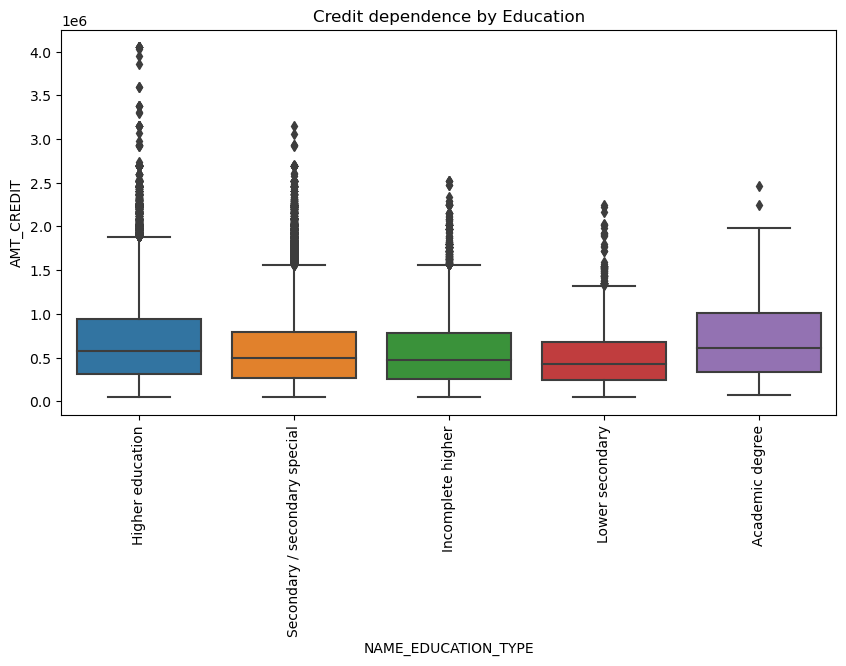 Credit dependence by Education
1e6
4.0
3.5
3.0
2.5
2.0
1.5
1.0
0.5
0.0
AMT_CREDIT
Higher education
Secondary / secondary special
Incomplete higher
Lower secondary
Academic degree
NAME_EDUCATION_TYPE